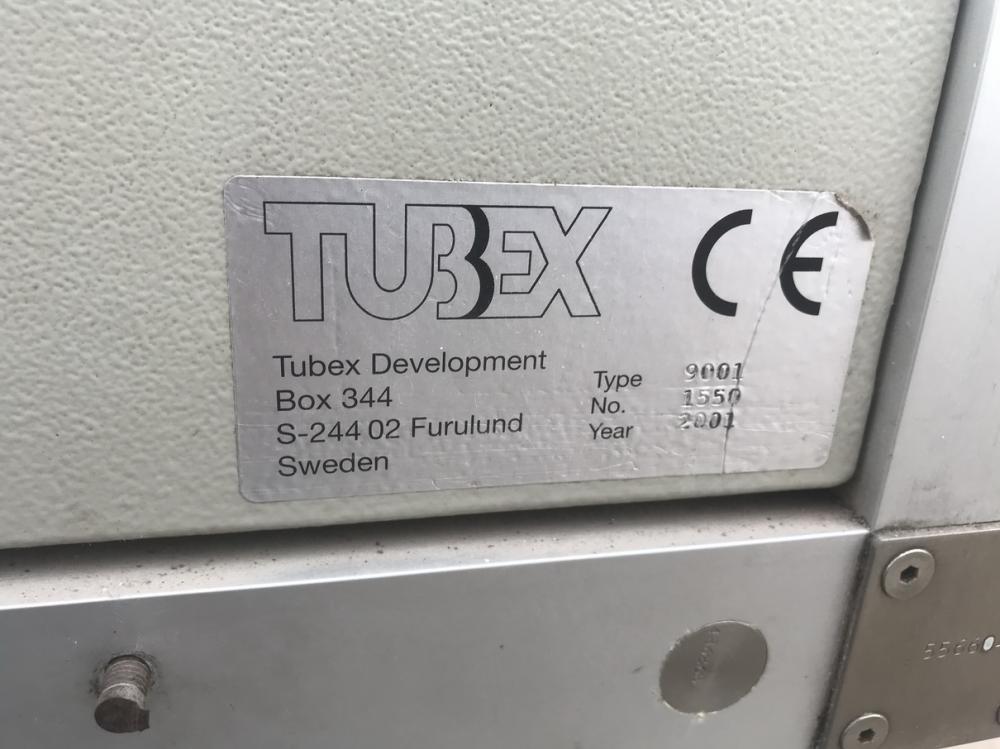 TUBEX
CE
Tubex Development
Box 344
S-244 02 Furulund
Sweden
Type 9001
No. 1550
Year 2001